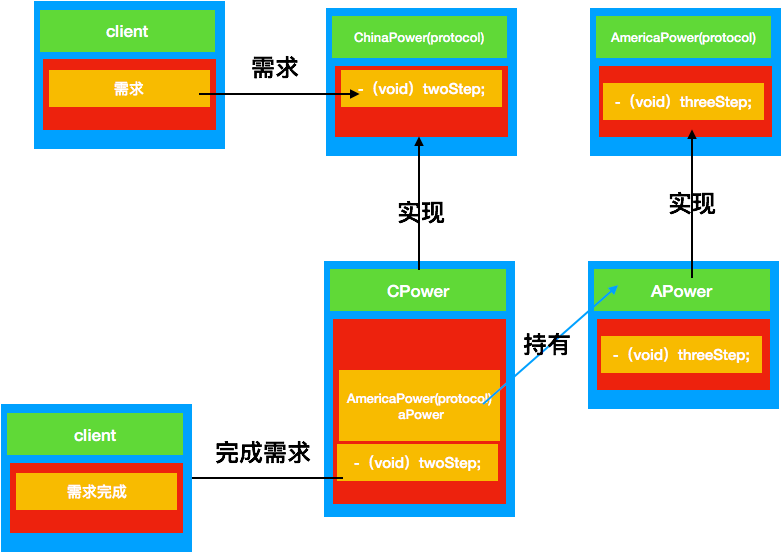 client
需求
需求
ChinaPower(protocol)
-（void）twoStep;
AmericaPower(protocol)
-（void）threeStep;
实现
实现
CPower
AmericaPower(protocol)
aPower
-（void）twoStep;
持有
APower
-（void）threeStep;
client
需求完成
完成需求